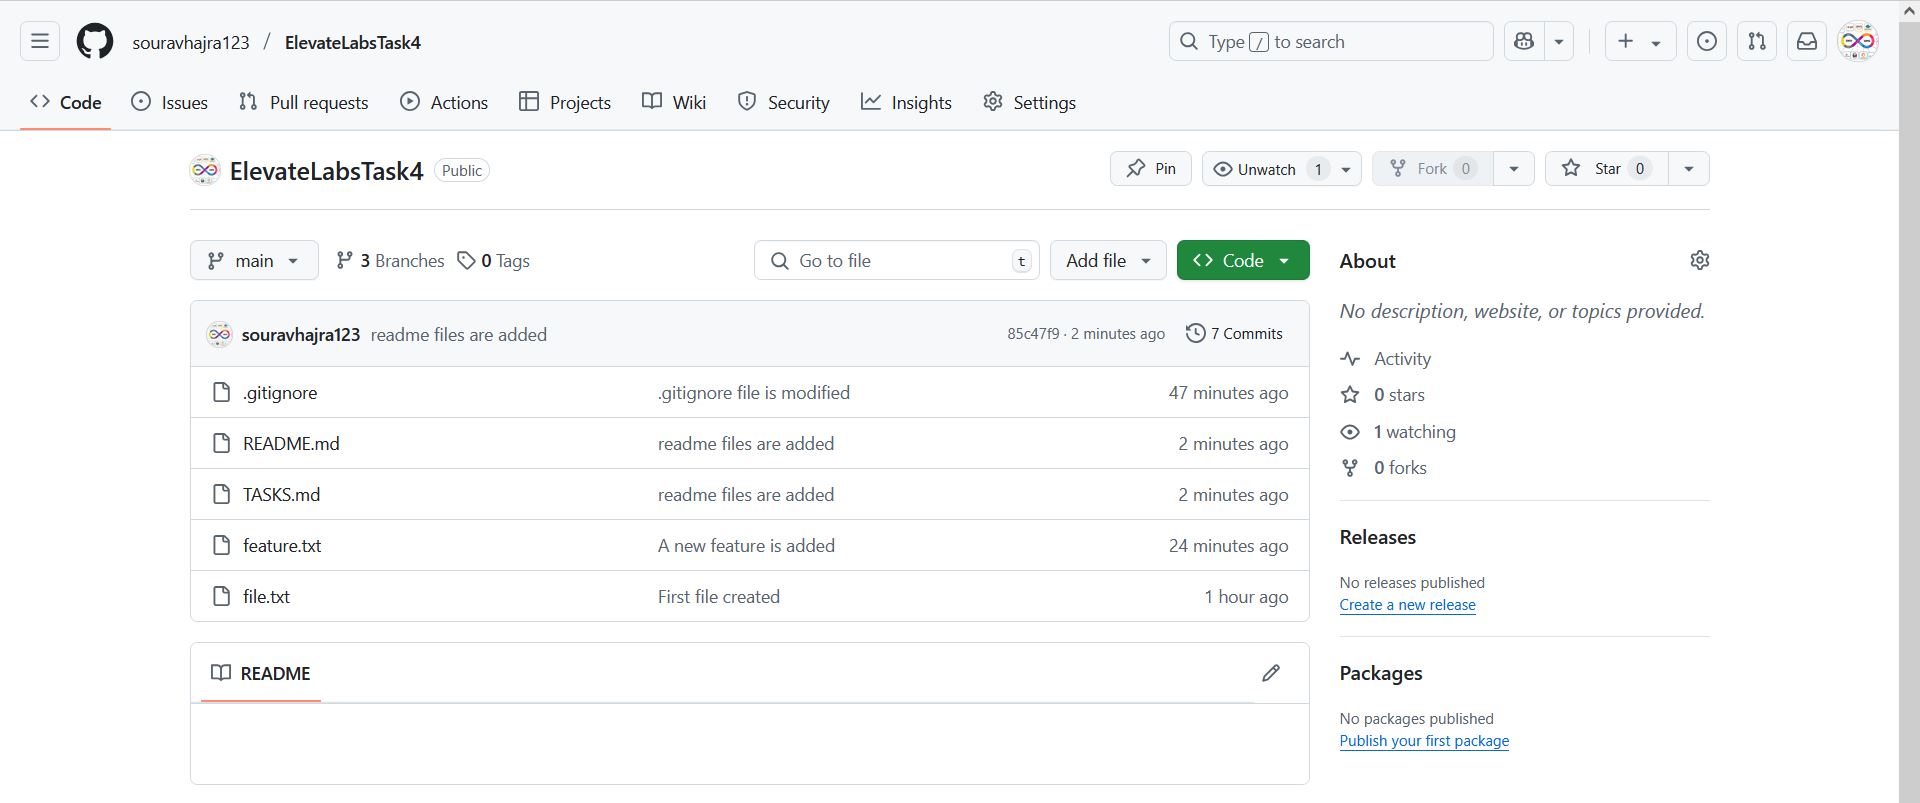 souravhajra123 / ElevateLabsTask4
Type / to search
Code Issues Pull requests Actions Projects Wiki Security Insights Settings
ElevateLabsTask4 Public
Pin Unwatch 1 Fork 0 Star 0
main 3 Branches 0 Tags
Go to file t Add file Code
souravhajra123 readme files are added 85c47f9 · 2 minutes ago 7 Commits
.gitignore .gitignore file is modified 47 minutes ago
README.md readme files are added 2 minutes ago
TASKS.md readme files are added 2 minutes ago
feature.txt A new feature is added 24 minutes ago
file.txt First file created 1 hour ago
README
About
No description, website, or topics provided.
Activity
0 stars
1 watching
0 forks
Releases
No releases published
Create a new release
Packages
No packages published
Publish your first package